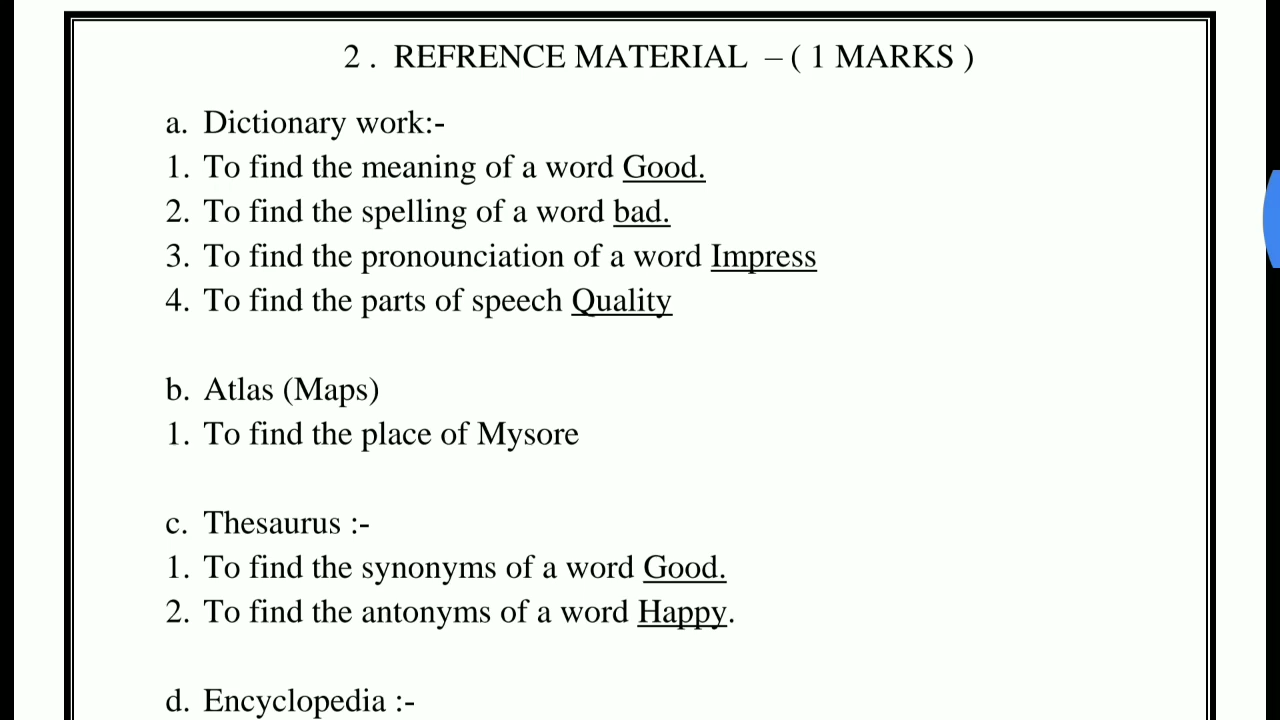 2 . REFRENCE MATERIAL – ( 1 MARKS )
a. Dictionary work:-
1. To find the meaning of a word Good.
2. To find the spelling of a word bad.
3. To find the pronounciation of a word Impress
4. To find the parts of speech Quality
b. Atlas (Maps)
1. To find the place of Mysore
c. Thesaurus :-
1. To find the synonyms of a word Good.
2. To find the antonyms of a word Happy.
d. Encyclopedia :-